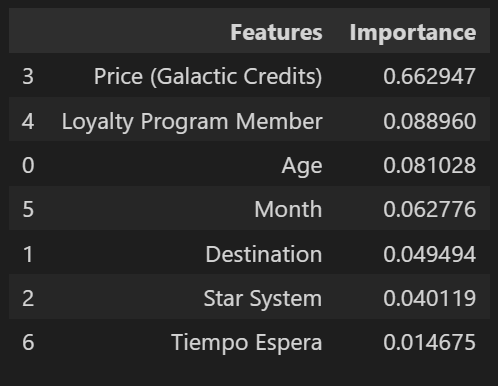 Features Importance
3 Price (Galactic Credits) 0.662947
4 Loyalty Program Member 0.088960
0 Age 0.081028
5 Month 0.062776
1 Destination 0.049494
2 Star System 0.040119
6 Tiempo Espera 0.014675